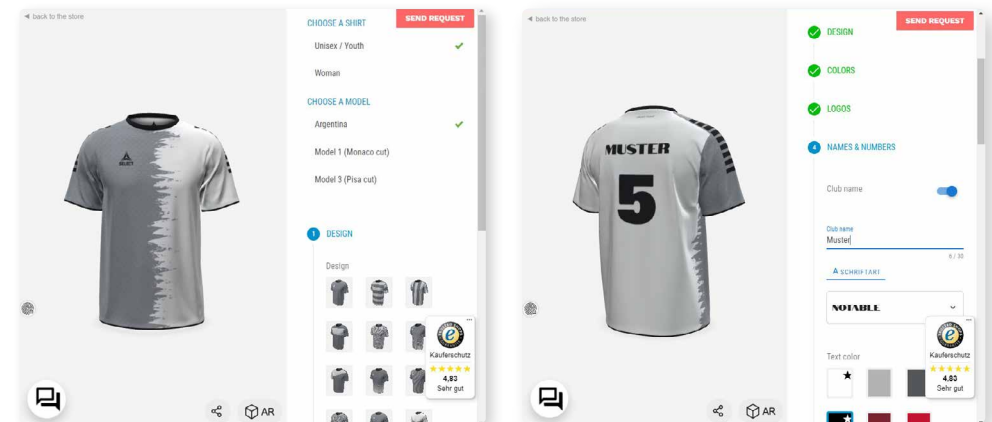 ◄ back to the store
SEND REQUEST
CHOOSE A SHIRT
Unisex / Youth
Woman
CHOOSE A MODEL
Argentina
Model 1 (Monaco cut)
Model 3 (Pisa cut)
1 DESIGN
Design
SELECT
Käuferschutz
4,83
Sehr gut
AR
◄ back to the store
SEND REQUEST
DESIGN
COLORS
LOGOS
4 NAMES & NUMBERS
Club name
Club name
Muster
6 / 30
A SCHRIFTART
NOTABLE
Text color
MUSTER
5
Käuferschutz
4,83
Sehr gut
AR